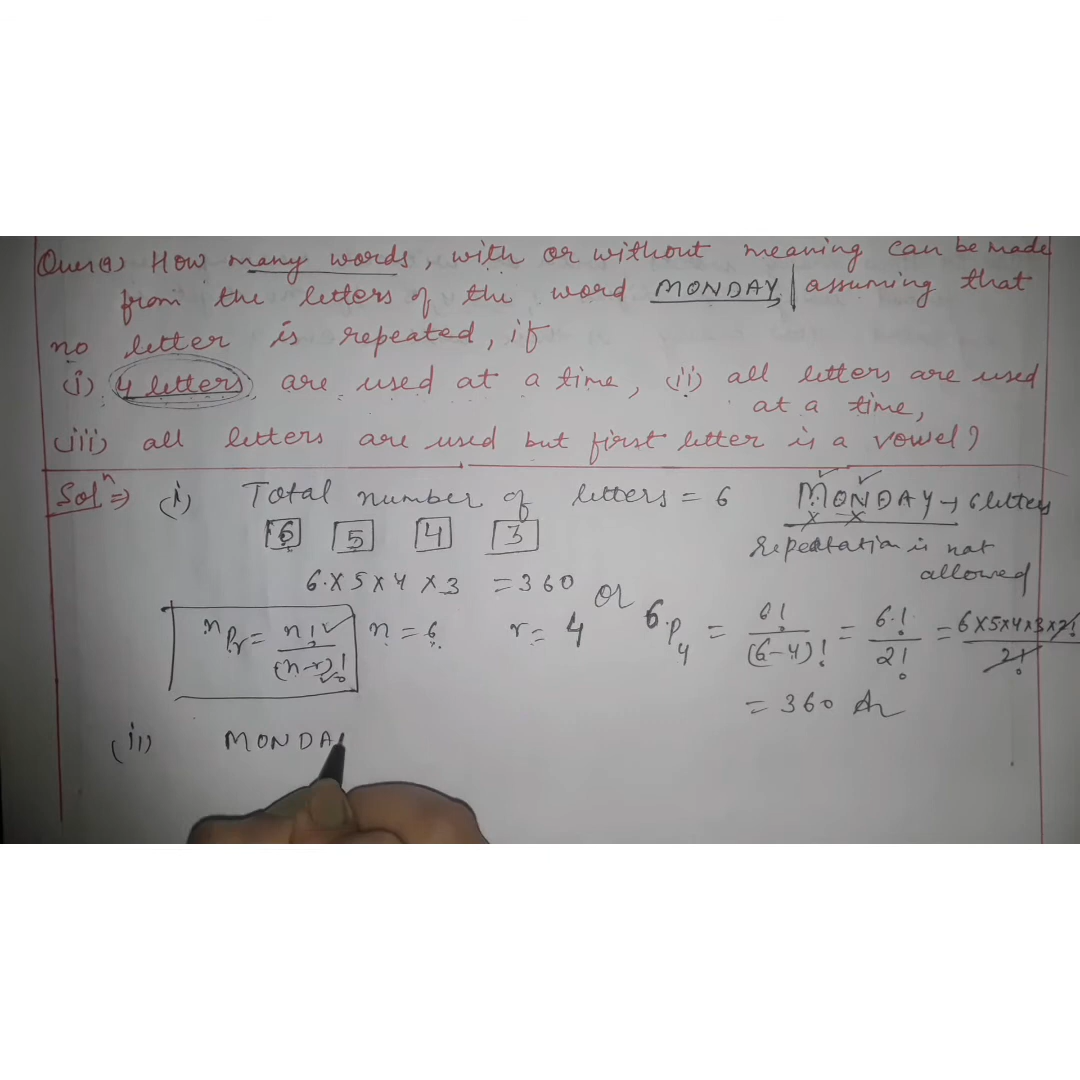 Ques(9) How many words, with or without meaning can be made
from the letters of the word MONDAY, assuming that
no letter is repeated, if
(i) 4 letters are used at a time, (ii) all letters are used
at a time,
(iii) all letters are used but first letter is a vowel?
Solⁿ ⇒ (i) Total number of letters = 6 MONDAY → 6 letters
6 5 4 3 repeatation is not
allowed
6 × 5 × 4 × 3 = 360 or
ⁿPr = n!/(n-r)! n = 6 r = 4 6P4 = 6!/(6-4)! = 6!/2! = 6×5×4×3×2!/2!
= 360 An
(ii) MONDA